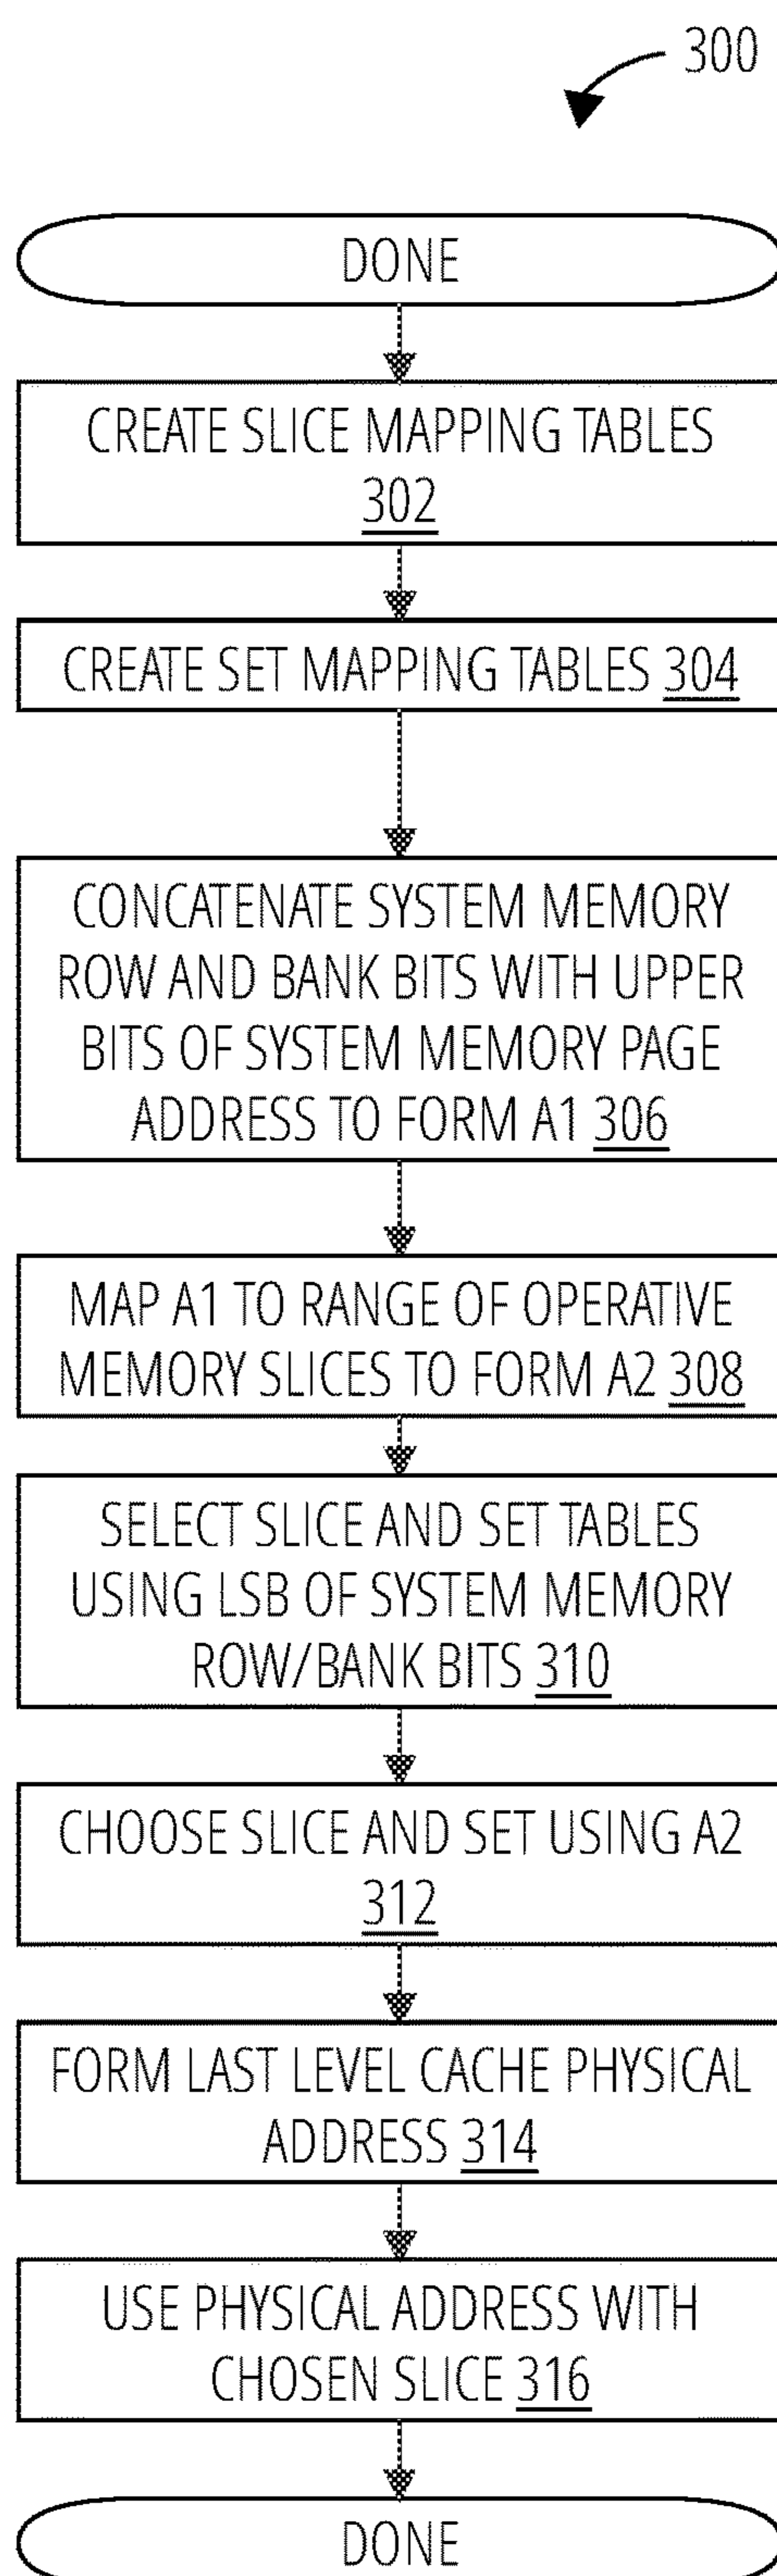 300
DONE
CREATE SLICE MAPPING TABLES
302
CREATE SET MAPPING TABLES 304
CONCATENATE SYSTEM MEMORY
ROW AND BANK BITS WITH UPPER
BITS OF SYSTEM MEMORY PAGE
ADDRESS TO FORM A1 306
MAP A1 TO RANGE OF OPERATIVE
MEMORY SLICES TO FORM A2 308
SELECT SLICE AND SET TABLES
USING LSB OF SYSTEM MEMORY
ROW/BANK BITS 310
CHOOSE SLICE AND SET USING A2
312
FORM LAST LEVEL CACHE PHYSICAL
ADDRESS 314
USE PHYSICAL ADDRESS WITH
CHOSEN SLICE 316
DONE